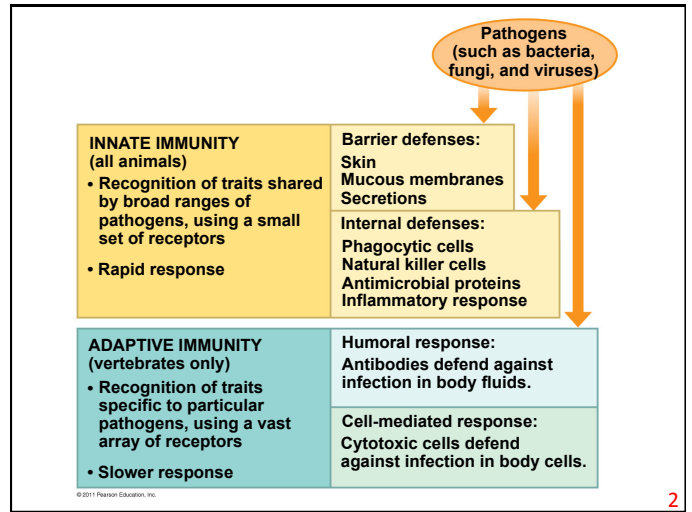 Pathogens
(such as bacteria,
fungi, and viruses)
INNATE IMMUNITY
(all animals)
• Recognition of traits shared
by broad ranges of
pathogens, using a small
set of receptors
• Rapid response
Barrier defenses:
Skin
Mucous membranes
Secretions
Internal defenses:
Phagocytic cells
Natural killer cells
Antimicrobial proteins
Inflammatory response
ADAPTIVE IMMUNITY
(vertebrates only)
• Recognition of traits
specific to particular
pathogens, using a vast
array of receptors
• Slower response
Humoral response:
Antibodies defend against
infection in body fluids.
Cell-mediated response:
Cytotoxic cells defend
against infection in body cells.
© 2011 Pearson Education, Inc.
2